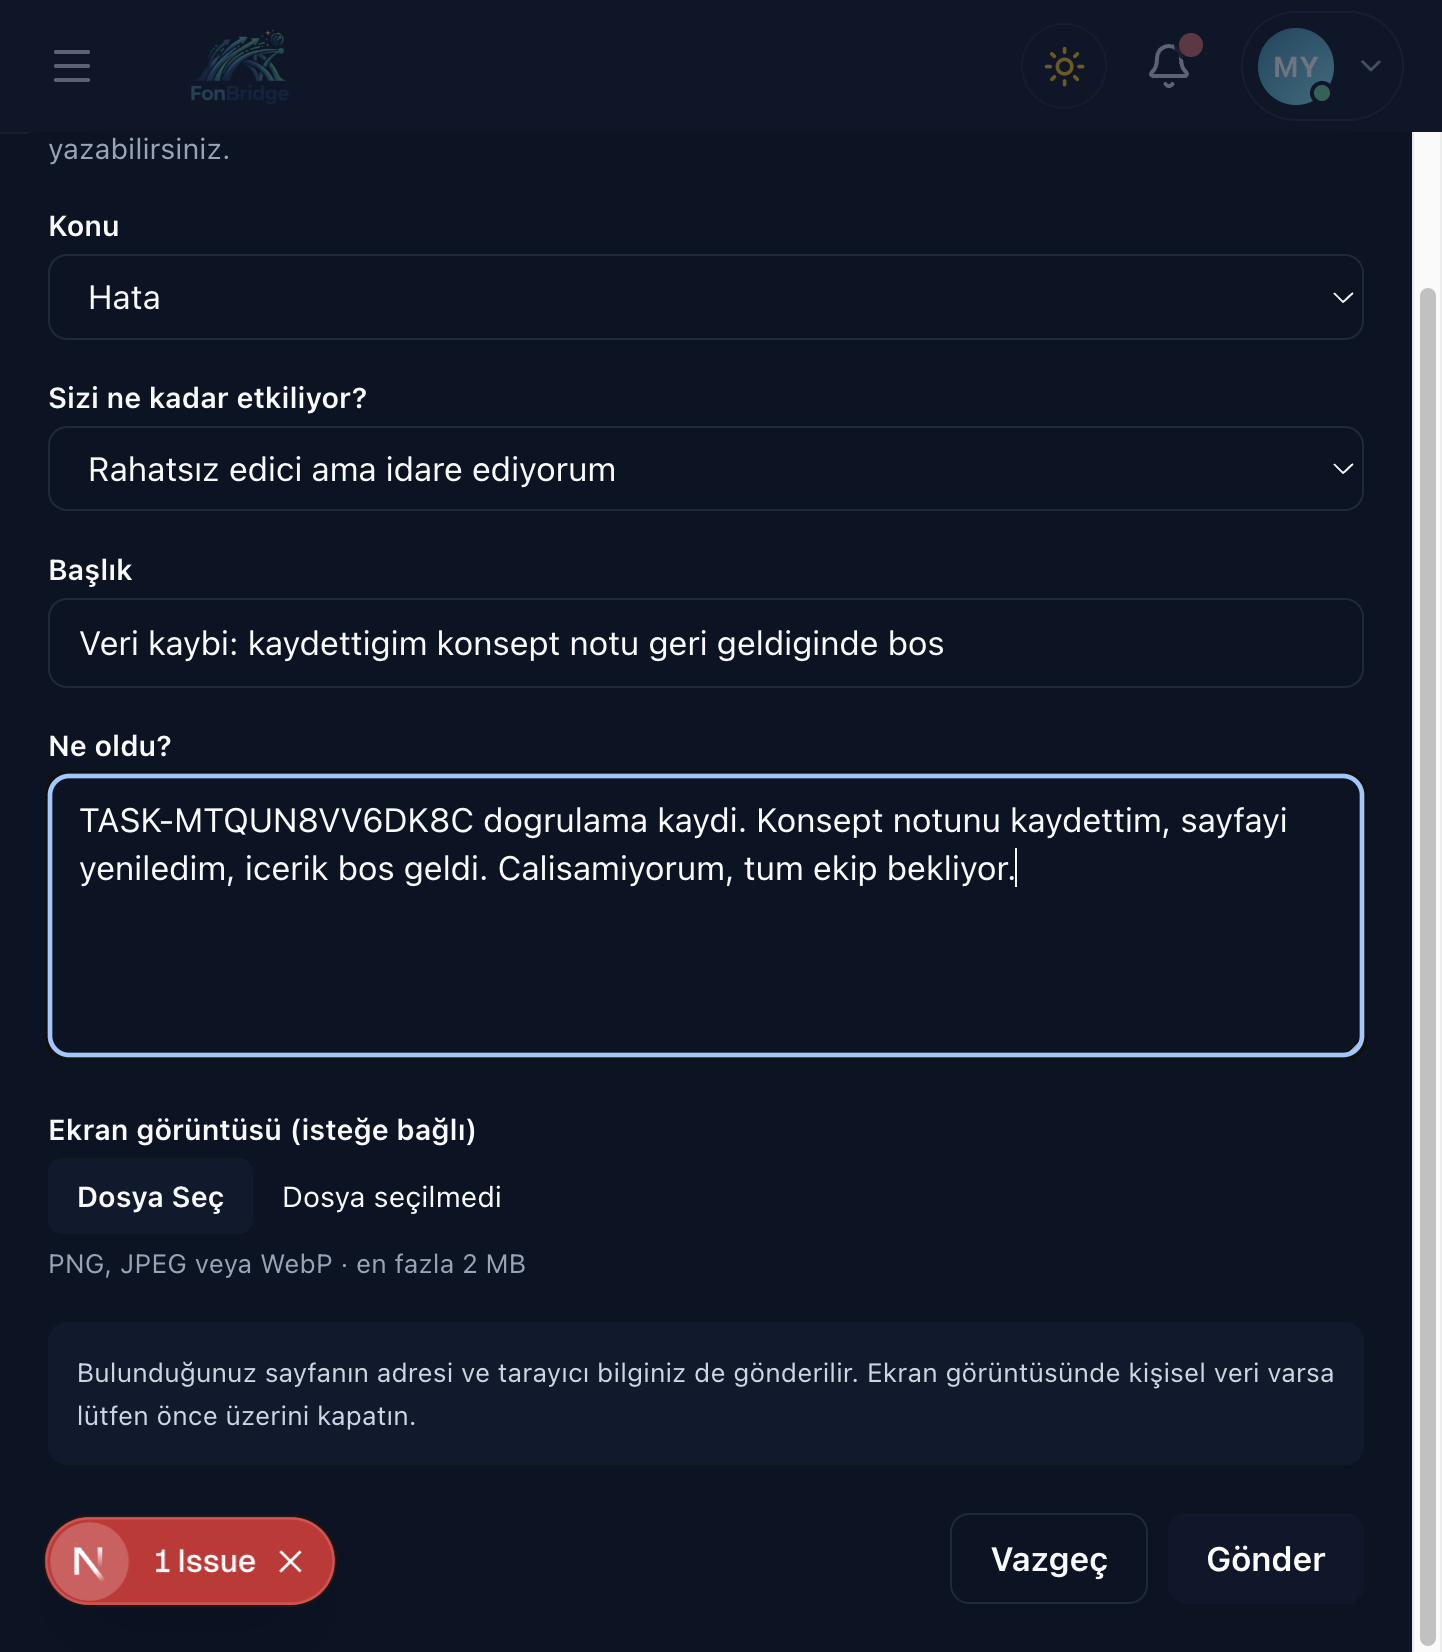 FonBridge
MY
yazabilirsiniz.
Konu
Hata
Sizi ne kadar etkiliyor?
Rahatsız edici ama idare ediyorum
Başlık
Veri kaybi: kaydettigim konsept notu geri geldiginde bos
Ne oldu?
TASK-MTQUN8VV6DK8C dogrulama kaydi. Konsept notunu kaydettim, sayfayi
yeniledim, icerik bos geldi. Calisamiyorum, tum ekip bekliyor.
Ekran görüntüsü (isteğe bağlı)
Dosya Seç Dosya seçilmedi
PNG, JPEG veya WebP · en fazla 2 MB
Bulunduğunuz sayfanın adresi ve tarayıcı bilginiz de gönderilir. Ekran görüntüsünde kişisel veri varsa
lütfen önce üzerini kapatın.
N 1 Issue
Vazgeç Gönder